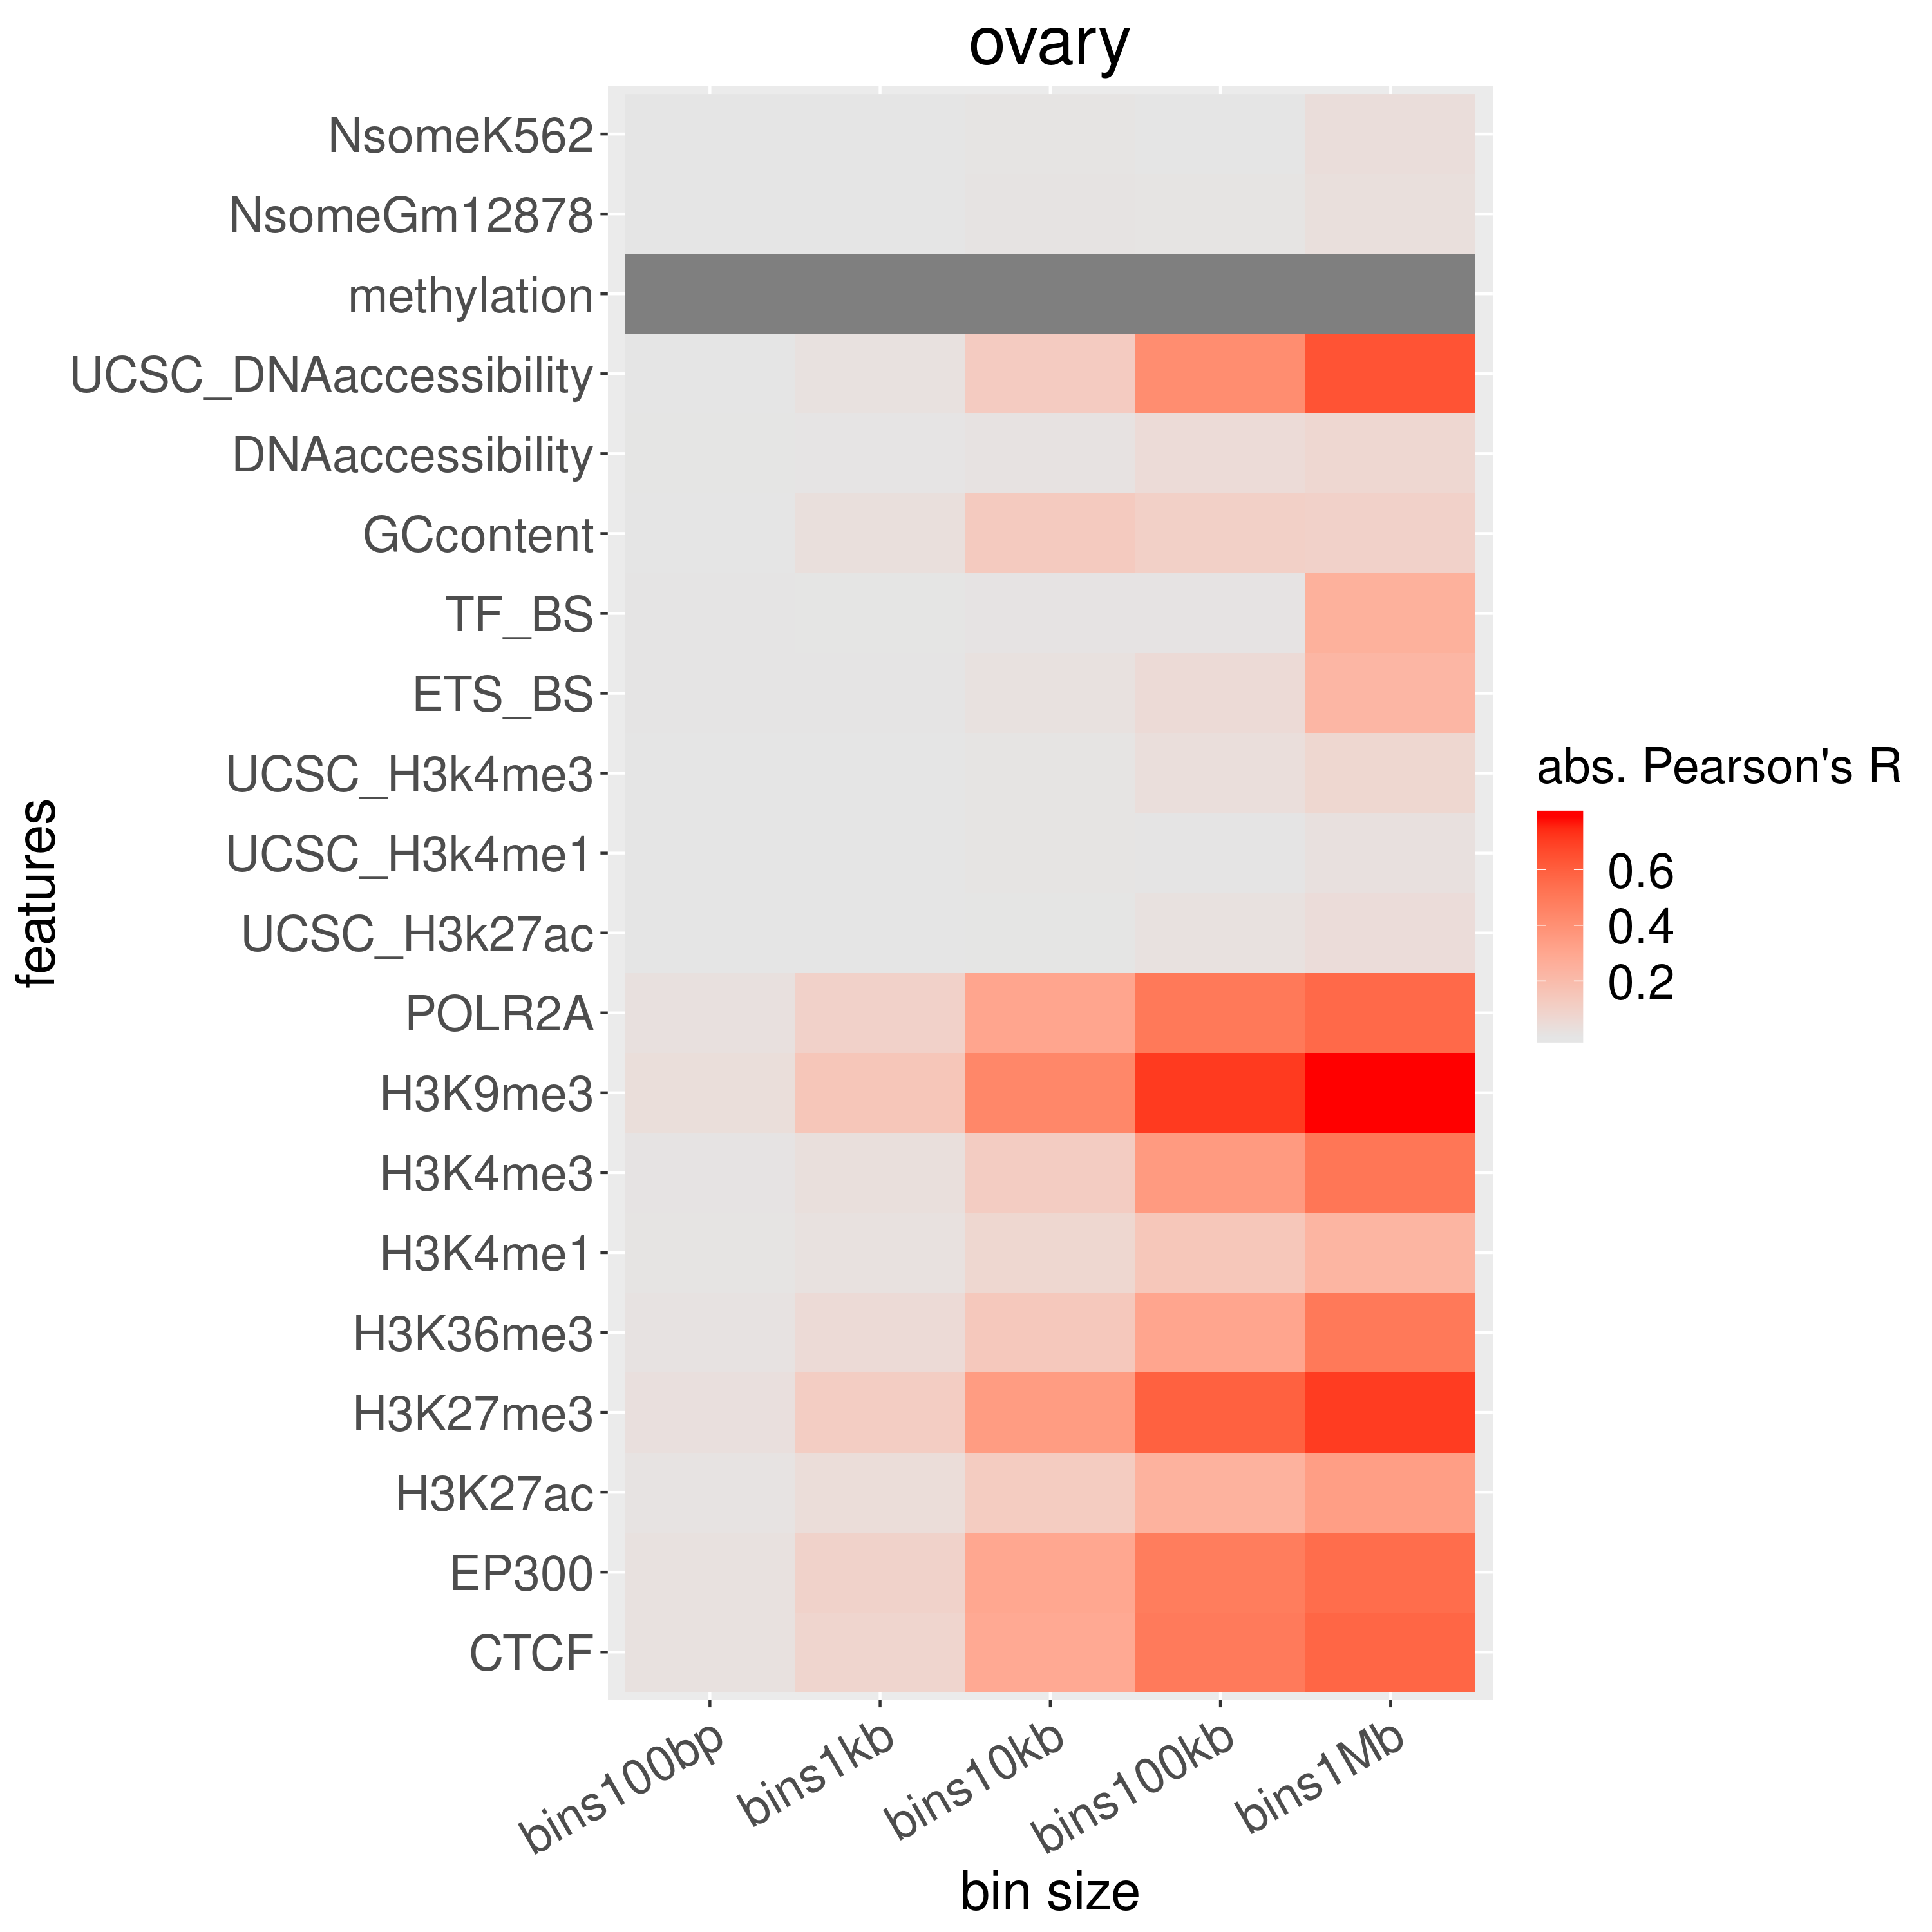 ovary
NsomeK562
NsomeGm12878
methylation
UCSC_DNAaccessibility
DNAaccessibility
GCcontent
TF_BS
ETS_BS
UCSC_H3k4me3
UCSC_H3k4me1
UCSC_H3k27ac
POLR2A
H3K9me3
H3K4me3
H3K4me1
H3K36me3
H3K27me3
H3K27ac
EP300
CTCF
features
bins100bp
bins1kb
bins10kb
bins100kb
bins1Mb
bin size
abs. Pearson's R
0.6
0.4
0.2